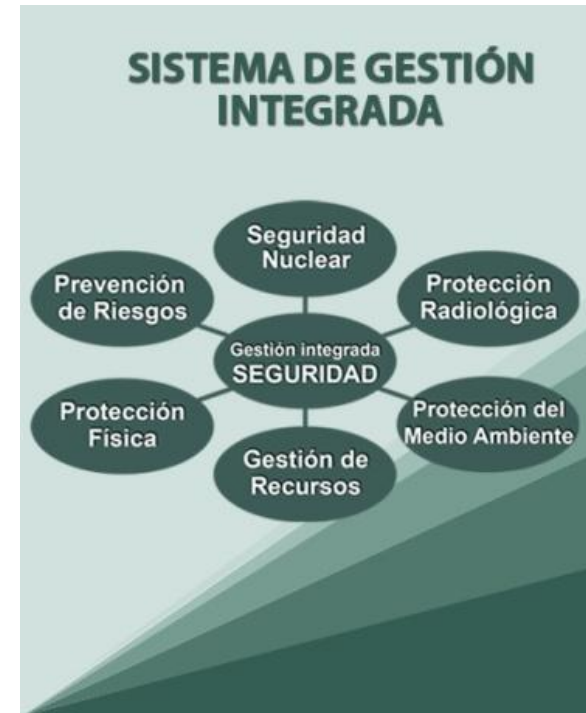 SISTEMA DE GESTIÓN
INTEGRADA
Seguridad
Nuclear
Prevención
de Riesgos
Protección
Radiológica
Gestión integrada
SEGURIDAD
Protección
Física
Protección del
Medio Ambiente
Gestión de
Recursos